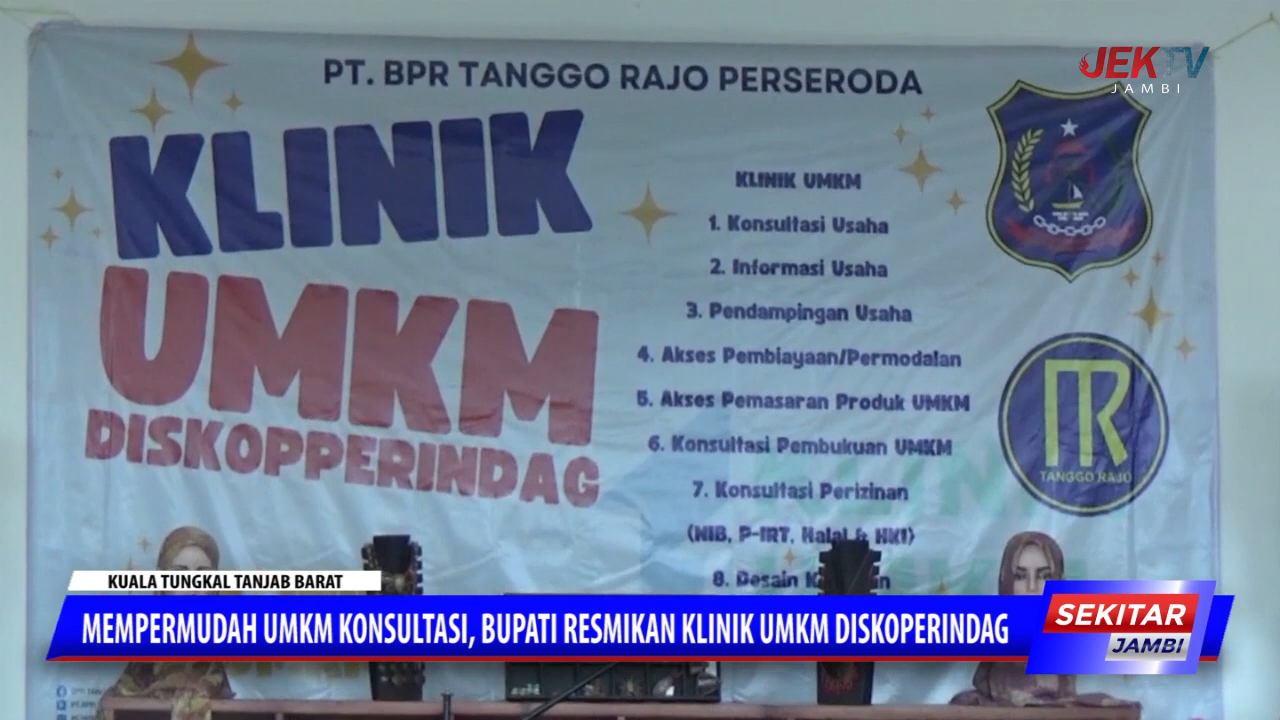 PT. BPR TANGGO RAJO PERSERODA
JEKTV
JAMBI
KLINIK
UMKM
DISKOPPERINDAG
KLINIK UMKM
1. Konsultasi Usaha
2. Informasi Usaha
3. Pendampingan Usaha
4. Akses Pembiayaan/Permodalan
5. Akses Pemasaran Produk UMKM
6. Konsultasi Pembukuan UMKM
7. Konsultasi Perizinan
(NIB, P-IRT, Halal & HKI)
8. Desain
TR
TANGGO RAJO
KUALA TUNGKAL TANJAB BARAT
MEMPERMUDAH UMKM KONSULTASI, BUPATI RESMIKAN KLINIK UMKM DISKOPERINDAG
SEKITAR
JAMBI